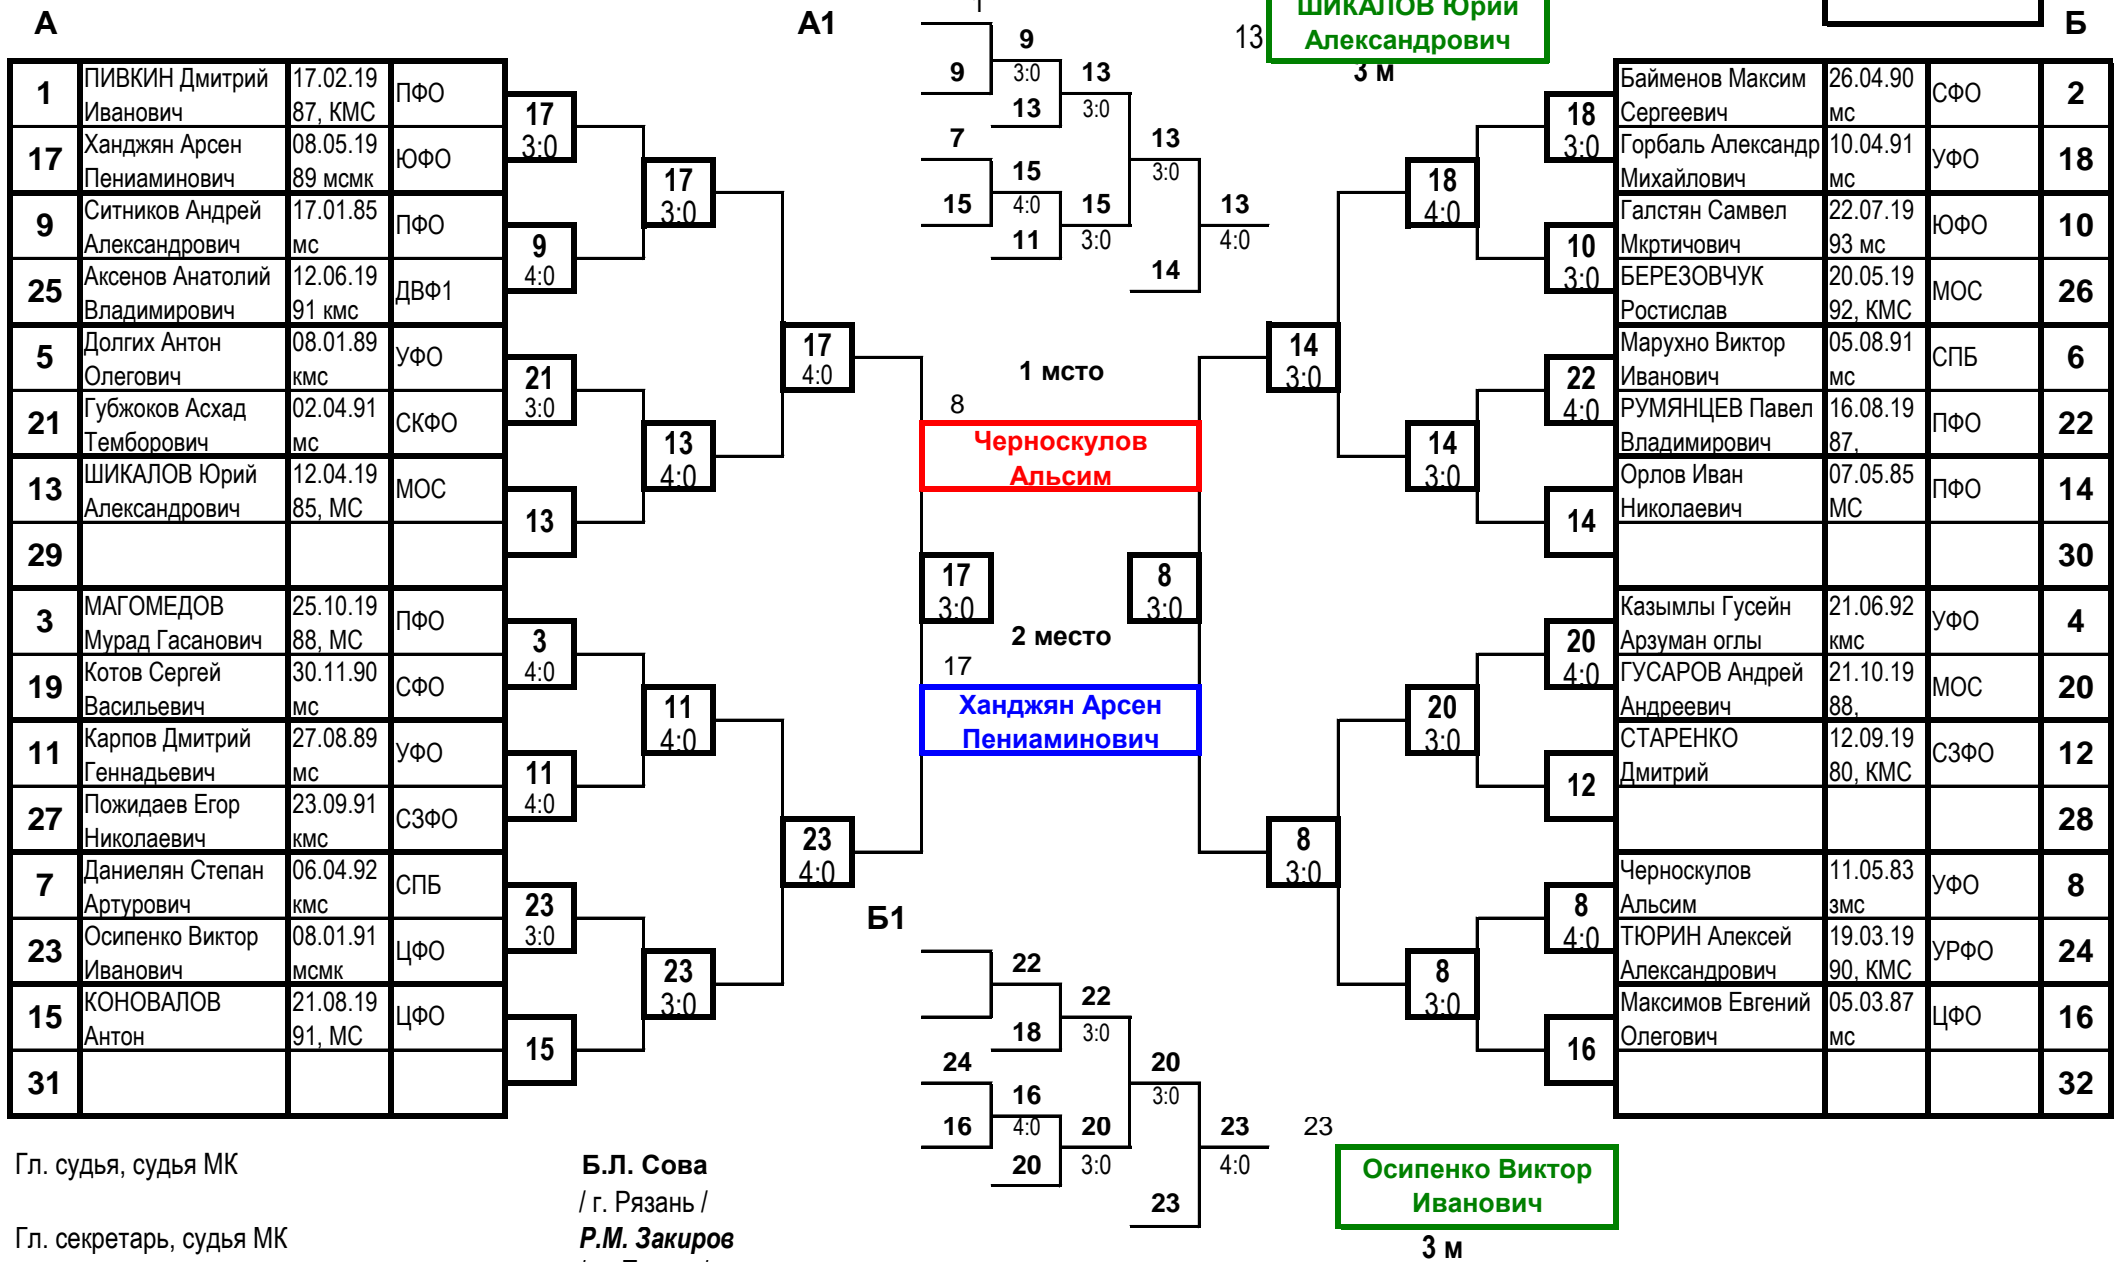 А
А1
Б
1
ПИВКИН Дмитрий
Иванович
17.02.19
87, КМС
ПФО
17
Ханджян Арсен
Пениаминович
08.05.19
89 мсмк
ЮФО
9
Ситников Андрей
Александрович
17.01.85
мс
ПФО
25
Аксенов Анатолий
Владимирович
12.06.19
91 кмс
ДВФ1
5
Долгих Антон
Олегович
08.01.89
кмс
УФО
21
Губжоков Асхад
Темборович
02.04.91
мс
СКФО
13
ШИКАЛОВ Юрий
Александрович
12.04.19
85, МС
МОС
29
3
МАГОМЕДОВ
Мурад Гасанович
25.10.19
88, МС
ПФО
19
Котов Сергей
Васильевич
30.11.90
мс
СФО
11
Карпов Дмитрий
Геннадьевич
27.08.89
мс
УФО
27
Пожидаев Егор
Николаевич
23.09.91
кмс
СЗФО
7
Даниелян Степан
Артурович
06.04.92
кмс
СПБ
23
Осипенко Виктор
Иванович
08.01.91
мсмк
ЦФО
15
КОНОВАЛОВ
Антон
21.08.19
91, МС
ЦФО
31
17
3:0
9
4:0
21
3:0
13
3
4:0
11
4:0
23
3:0
15
17
3:0
13
4:0
11
4:0
23
3:0
17
4:0
23
4:0
9
9
3:0
13
13
3:0
7
15
15
4:0
11
15
3:0
13
3:0
14
13
4:0
13
ШИКАЛОВ Юрий
Александрович
3 м
1 мсто
8
Черноскулов
Альсим
17
3:0
8
3:0
2 место
17
Ханджян Арсен
Пениаминович
Б1
22
18
22
3:0
24
16
16
4:0
20
20
3:0
20
3:0
23
23
4:0
23
Осипенко Виктор
Иванович
3 м
14
3:0
8
3:0
18
4:0
14
3:0
20
3:0
8
3:0
18
3:0
10
3:0
22
4:0
14
20
4:0
12
8
4:0
16
Байменов Максим
Сергеевич
26.04.90
мс
СФО
2
Горбаль Александр
Михайлович
10.04.91
мс
УФО
18
Галстян Самвел
Мкртичович
22.07.19
93 мс
ЮФО
10
БЕРЕЗОВЧУК
Ростислав
20.05.19
92, КМС
МОС
26
Марухно Виктор
Иванович
05.08.91
мс
СПБ
6
РУМЯНЦЕВ Павел
Владимирович
16.08.19
87,
ПФО
22
Орлов Иван
Николаевич
07.05.85
МС
ПФО
14
30
Казымлы Гусейн
Арзуман оглы
21.06.92
кмс
УФО
4
ГУСАРОВ Андрей
Андреевич
21.10.19
88,
МОС
20
СТАРЕНКО
Дмитрий
12.09.19
80, КМС
СЗФО
12
28
Черноскулов
Альсим
11.05.83
змс
УФО
8
ТЮРИН Алексей
Александрович
19.03.19
90, КМС
УРФО
24
Максимов Евгений
Олегович
05.03.87
мс
ЦФО
16
32
Гл. судья, судья МК
Б.Л. Сова
/ г. Рязань /
Гл. секретарь, судья МК
Р.М. Закиров